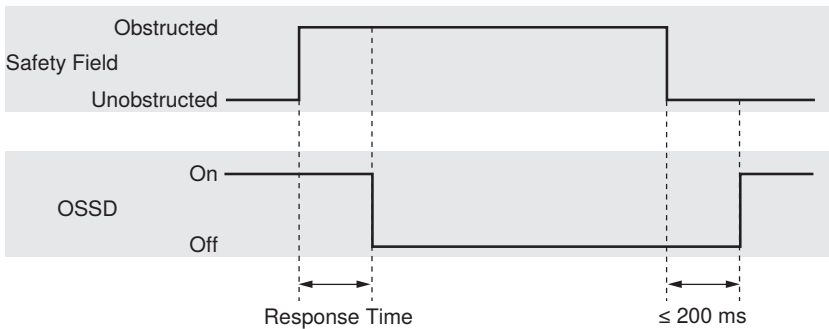 Obstructed
Safety Field
Unobstructed
On
OSSD
Off
Response Time
≤ 200 ms